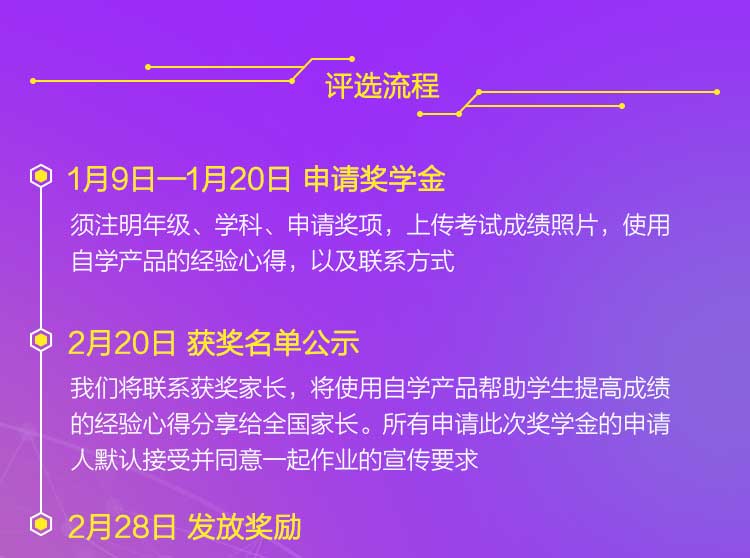 评选流程
1月9日—1月20日 申请奖学金
须注明年级、学科、申请奖项，上传考试成绩照片，使用
自学产品的经验心得，以及联系方式
2月20日 获奖名单公示
我们将联系获奖家长，将使用自学产品帮助学生提高成绩
的经验心得分享给全国家长。所有申请此次奖学金的申请
人默认接受并同意一起作业的宣传要求
2月28日 发放奖励